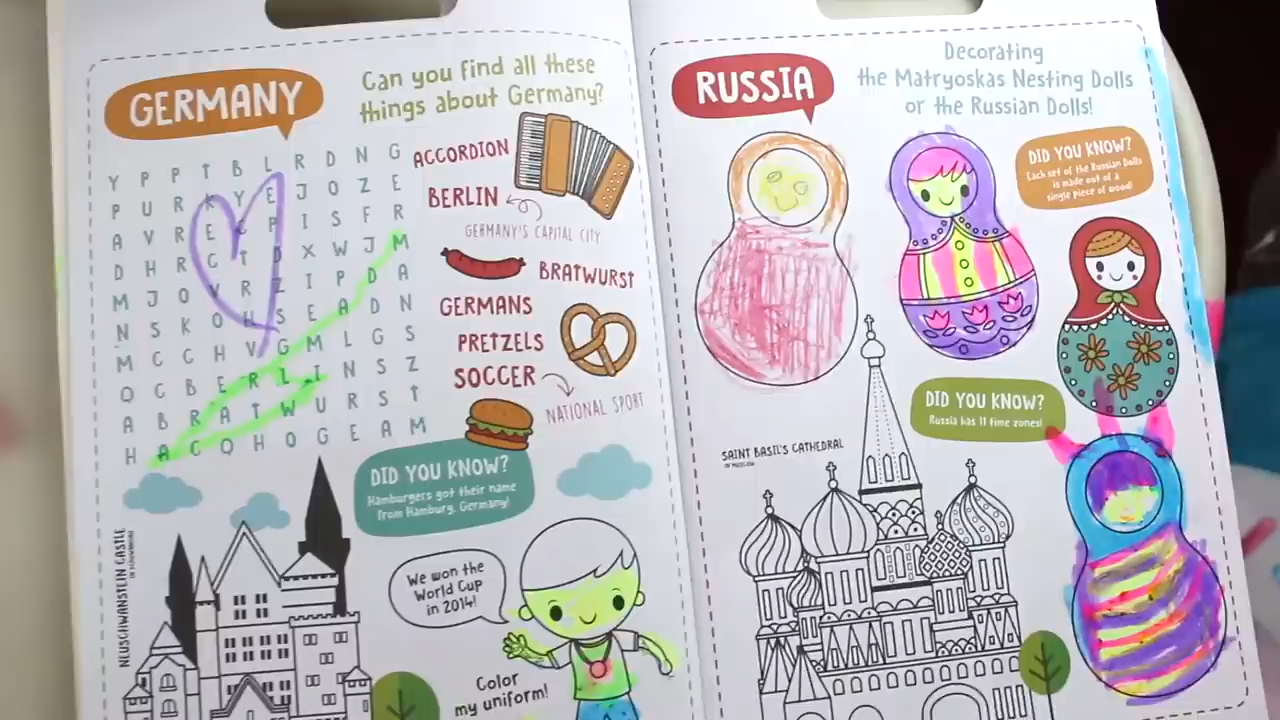 GERMANY
Can you find all these
things about Germany?
Y P P T B L R D N G
P U R K Y E J O Z E
ACCORDION
BERLIN
GERMANY'S CAPITAL CITY
BRATWURST
GERMANS
PRETZELS
SOCCER
NATIONAL SPORT
M C C H V G M L G S
Q C B E R L I N S Z
A B R A T W U R S T
H A C Q H O G E A M
DID YOU KNOW?
Hamburgers got their name
from Hamburg, Germany!
NEUSCHWANSTEIN CASTLE
We won the
World Cup
in 2014!
Color
my uniform!
RUSSIA
Decorating
the Matryoskas Nesting Dolls
or the Russian Dolls!
DID YOU KNOW?
Each set of the Russian Dolls
is made out of a
single piece of wood!
DID YOU KNOW?
Russia has 11 time zones!
SAINT BASIL'S CATHEDRAL
IN MOSCOW